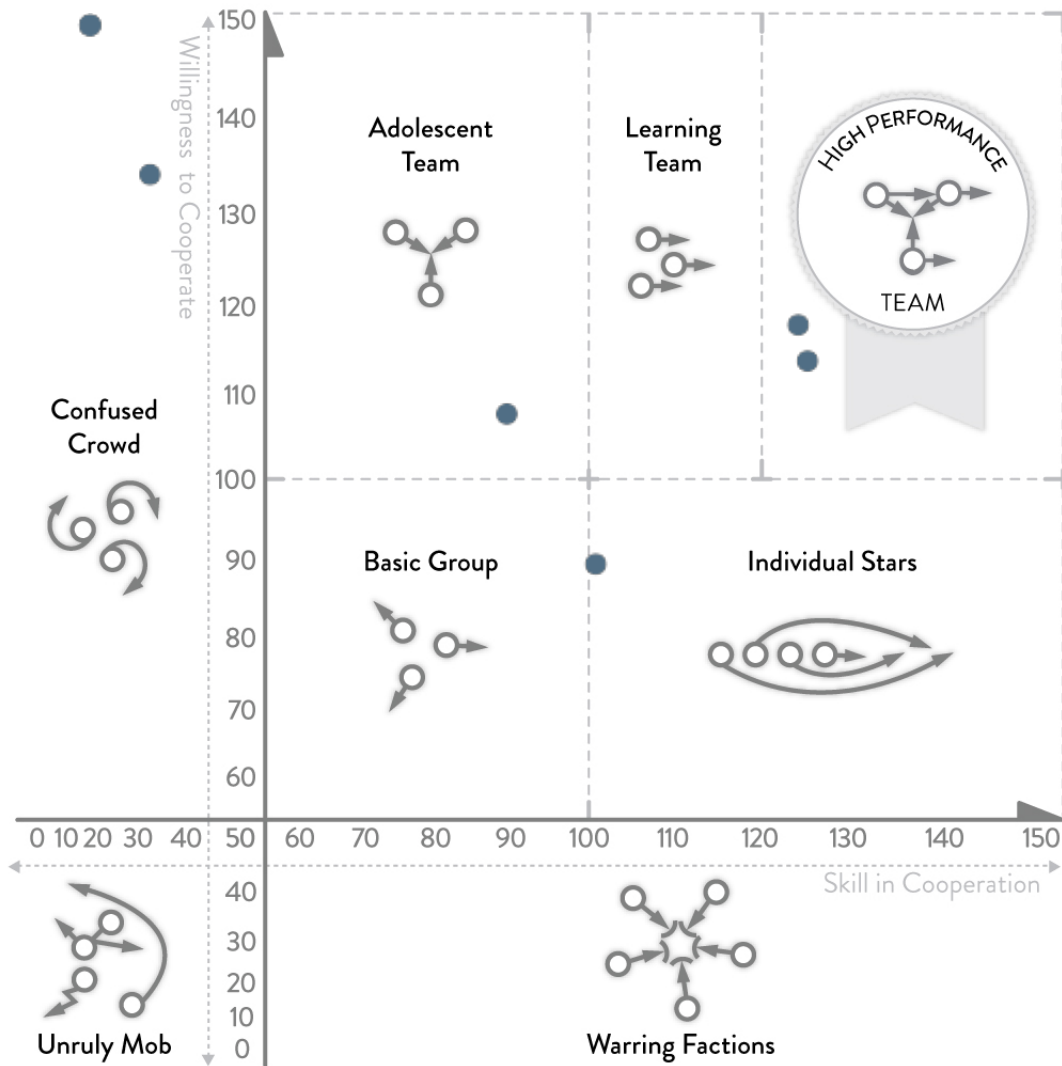 150
Willingness to Cooperate
140
Adolescent
Team
Learning
Team
HIGH PERFORMANCE
TEAM
130
120
110
Confused
Crowd
100
90
Basic Group
Individual Stars
80
70
60
0 10 20 30 40 50 60 70 80 90 100 110 120 130 140 150
Skill in Cooperation
40
30
20
10
0
Unruly Mob
Warring Factions